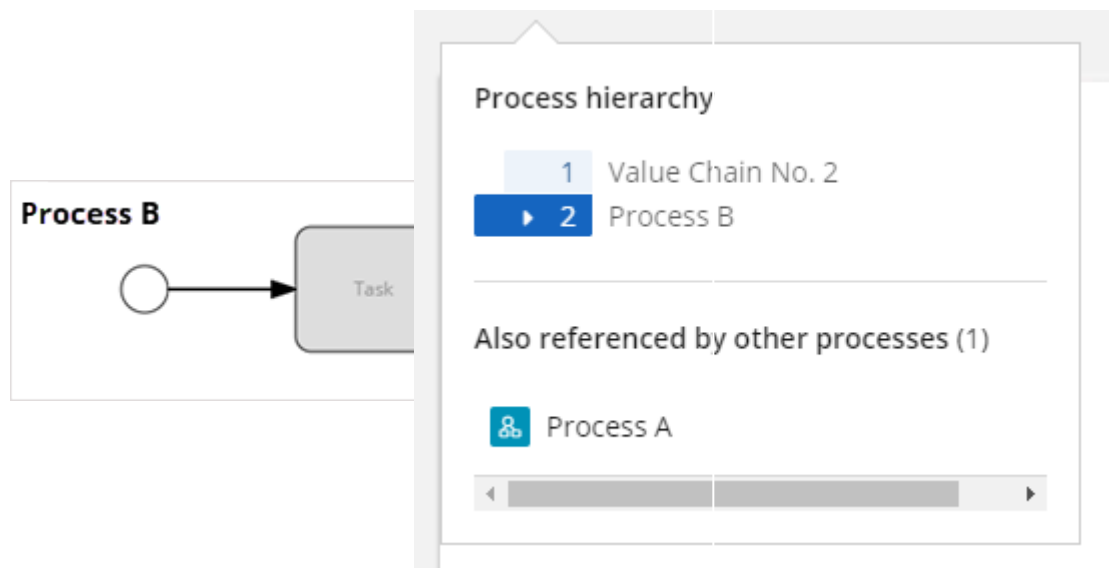 Process B
Task
Process hierarchy
1 Value Chain No. 2
2 Process B
Also referenced by other processes (1)
Process A